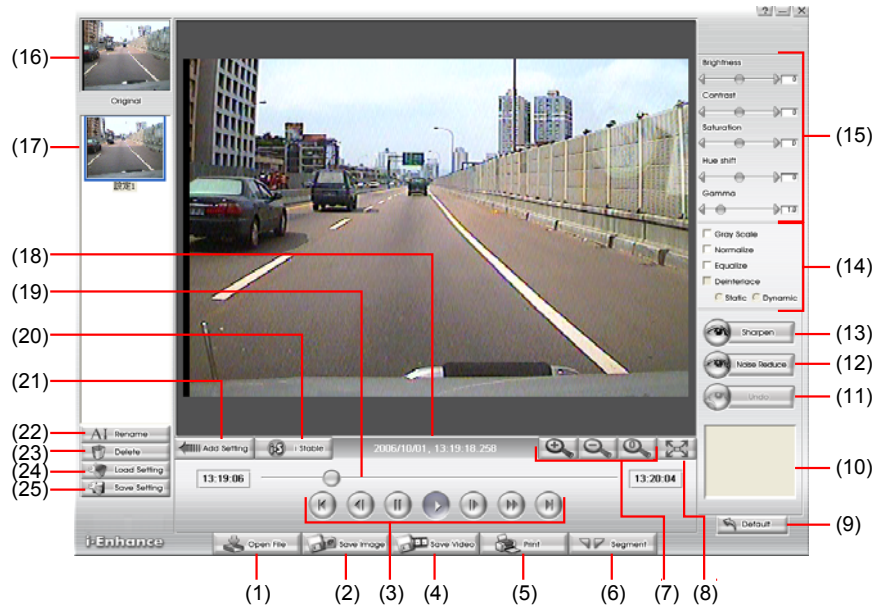 ? — X
(16)
Original
(17)
設定1
(18)
(19)
(20)
(21)
(22)
(23)
(24)
(25)
Rename
Delete
Load Setting
Save Setting
Add Setting
i Stable
2006/10/01, 13:19:18.258
13:19:06
13:20:04
i-Enhance
Open File
Save Image
Save Video
Print
Segment
Brightness
0
Contrast
0
Saturation
0
Hue shift
0
Gamma
1.0
(15)
Gray Scale
Normalize
Equalize
Deinterlace
Static Dynamic
(14)
Sharpen
(13)
Noise Reduce
(12)
Undo
(11)
(10)
Default
(9)
(1) (2) (3) (4) (5) (6) (7) (8)